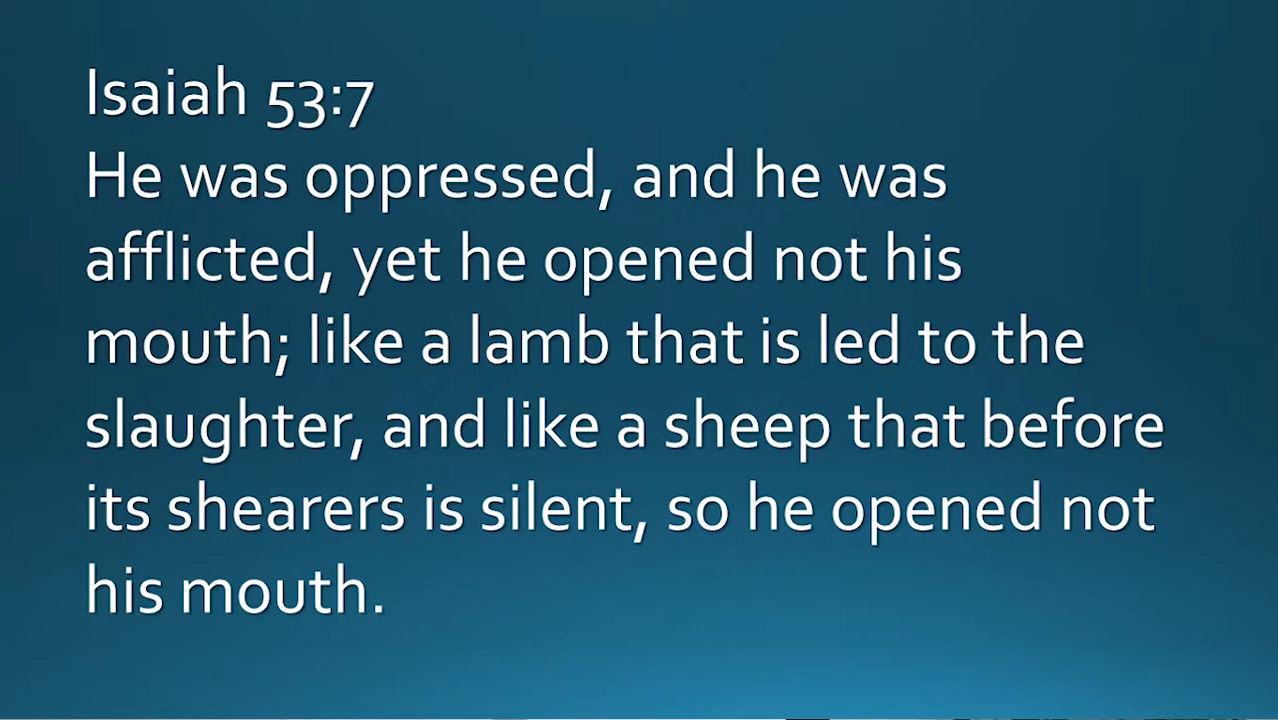 Isaiah 53:7
He was oppressed, and he was
afflicted, yet he opened not his
mouth; like a lamb that is led to the
slaughter, and like a sheep that before
its shearers is silent, so he opened not
his mouth.